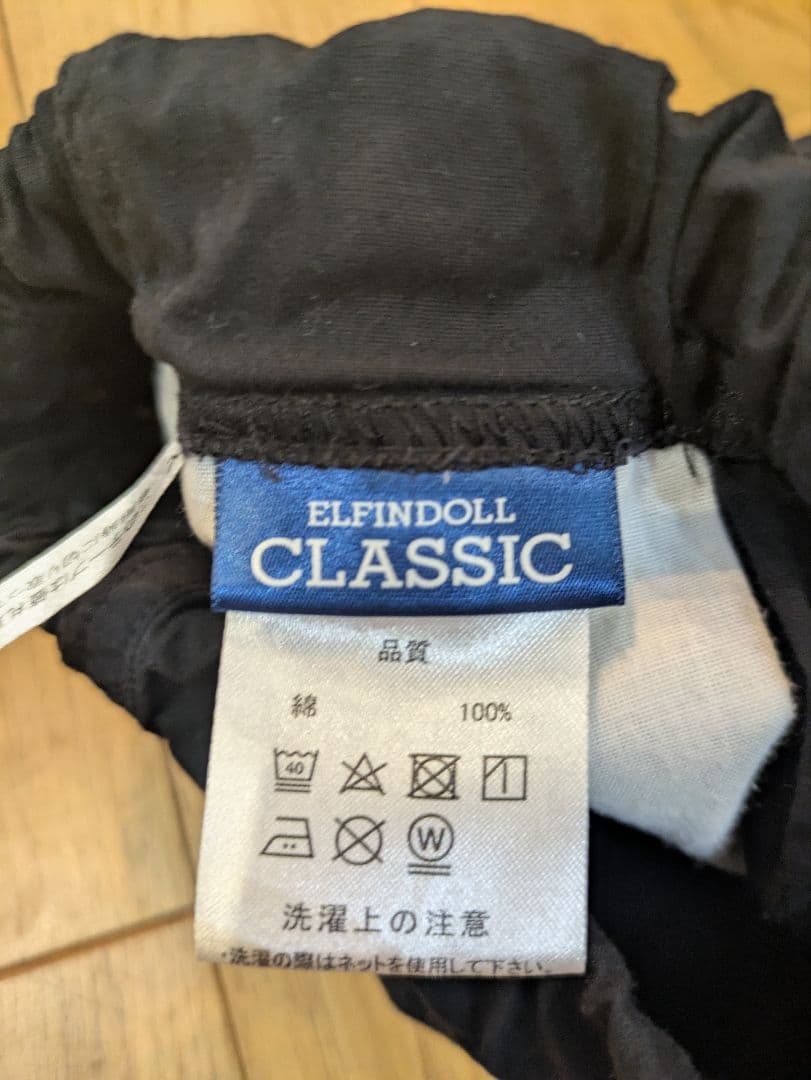 ELFINDOLL
CLASSIC
品質
綿 100%
40
W
洗濯上の注意
・洗濯の際はネットを使用して下さい。